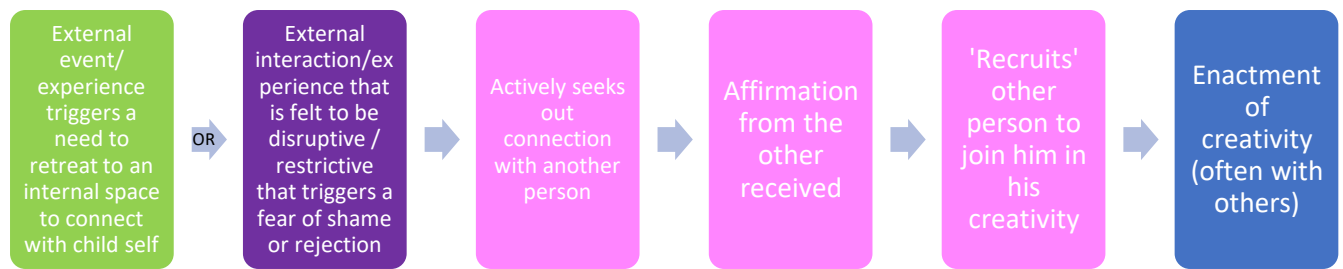 External
event/
experience
triggers a
need to
retreat to an
internal space
to connect
with child self
OR
External
interaction/ex
perience that
is felt to be
disruptive /
restrictive
that triggers a
fear of shame
or rejection
Actively seeks
out
connection
with another
person
Affirmation
from the
other
received
'Recruits'
other
person to
join him in
his
creativity
Enactment
of
creativity
(often with
others)